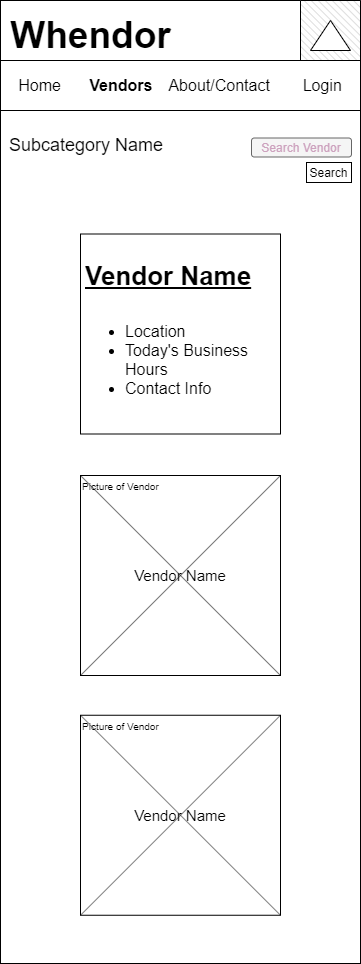 Whendor
Home Vendors About/Contact Login
Subcategory Name
Search Vendor
Search
Vendor Name
• Location
• Today's Business
Hours
• Contact Info
Picture of Vendor
Vendor Name
Picture of Vendor
Vendor Name